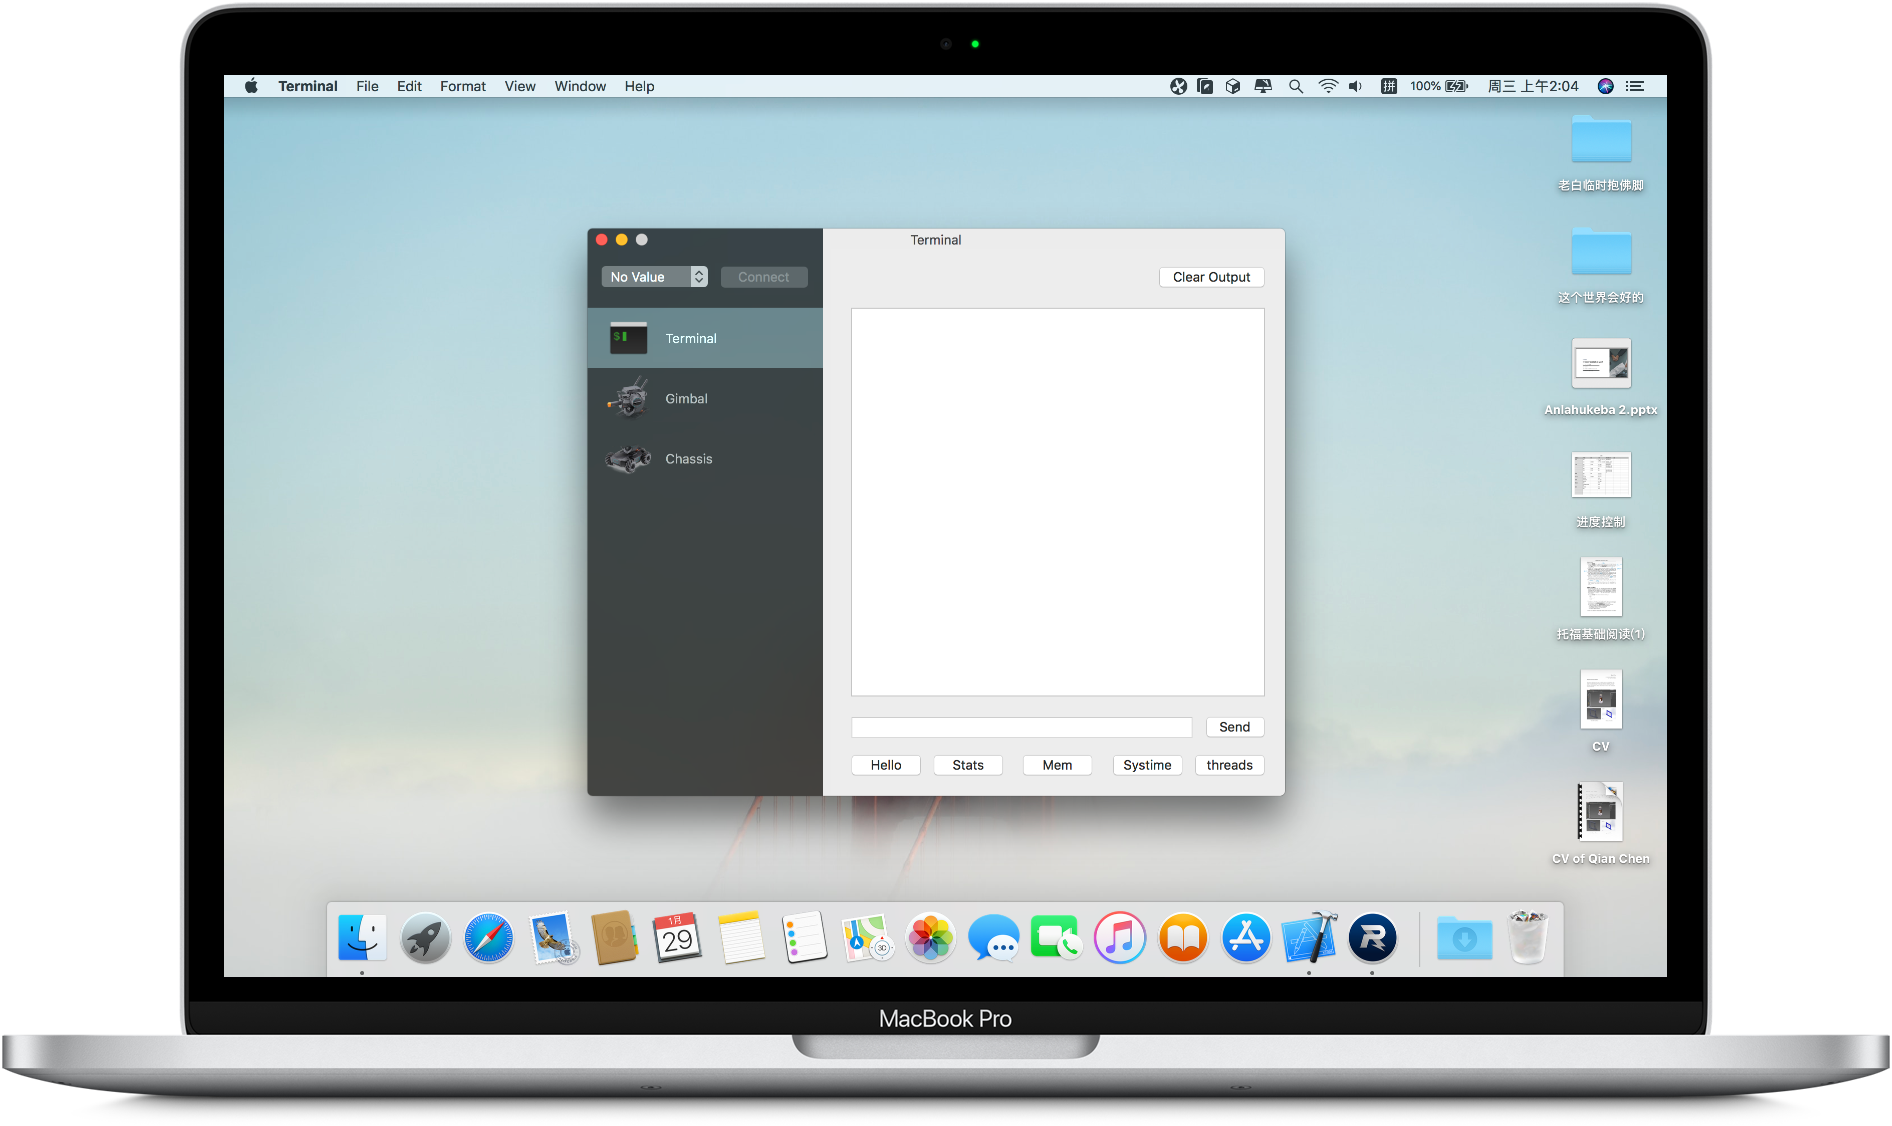 Terminal File Edit Format View Window Help 100% 周三 上午2:04
拼
老白临时抱佛脚
这个世界会好的
Anlahukeba 2.pptx
进度控制
托福基础阅读(1)
CV
CV of Qian Chen
Terminal
No Value
Connect
Clear Output
$
Terminal
Gimbal
Chassis
Send
Hello
Stats
Mem
Systime
threads
1月
29
3D
MacBook Pro